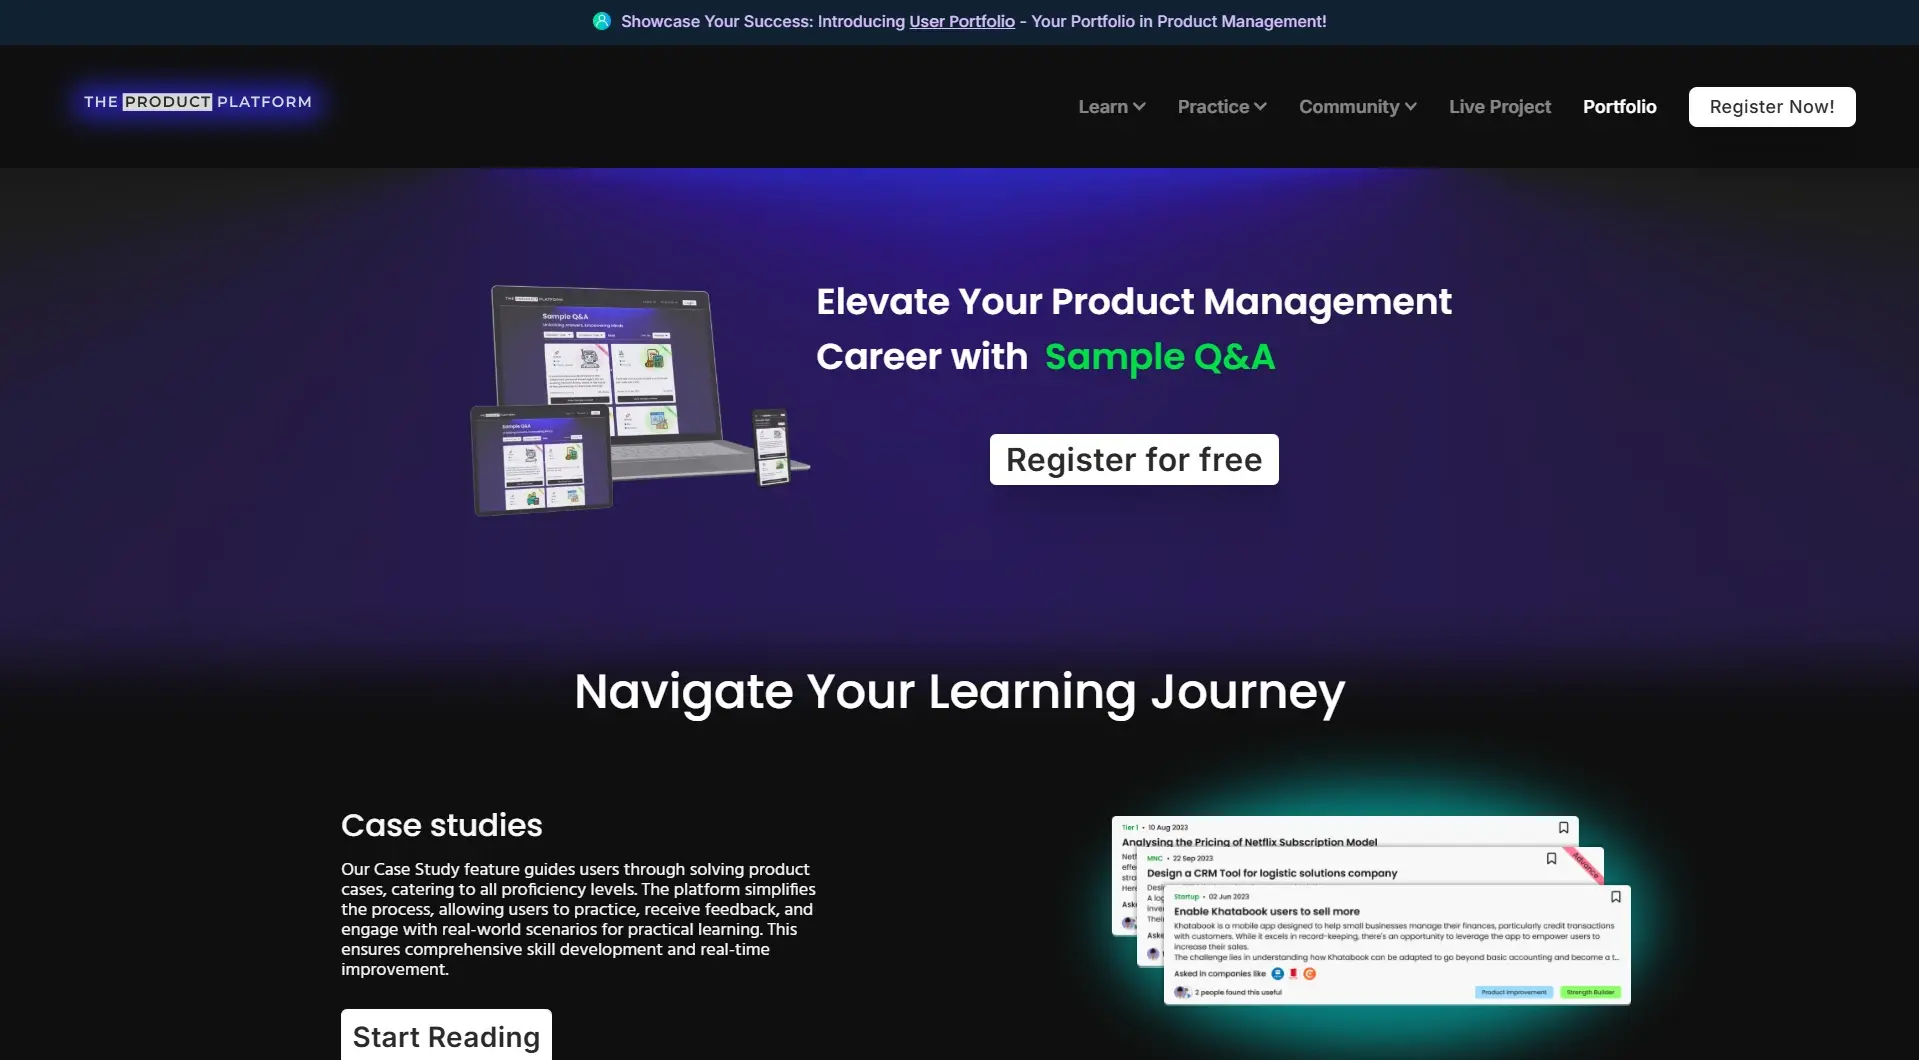 Showcase Your Success: Introducing User Portfolio - Your Portfolio in Product Management!
THE PRODUCT PLATFORM
Learn
Practice
Community
Live Project
Portfolio
Register Now!
Elevate Your Product Management
Career with Sample Q&A
Register for free
Sample Q&A
Sample Q&A
Navigate Your Learning Journey
Case studies
Our Case Study feature guides users through solving product
cases, catering to all proficiency levels. The platform simplifies
the process, allowing users to practice, receive feedback, and
engage with real-world scenarios for practical learning. This
ensures comprehensive skill development and real-time
improvement.
Start Reading
Tier 1 • 10 Aug 2023
Analysing the Pricing of Netflix Subscription Model
MNC • 22 Sep 2023
Advance
Design a CRM Tool for logistic solutions company
Startup • 02 Jun 2023
Enable Khatabook users to sell more
Khatabook is a mobile app designed to help small businesses manage their finances, particularly credit transactions
with customers. While it excels in record-keeping, there's an opportunity to leverage the app to empower users to
increase their sales.
The challenge lies in understanding how Khatabook can be adapted to go beyond basic accounting and become a t...
Asked in companies like
2 people found this useful
Product Improvement
Strength Builder